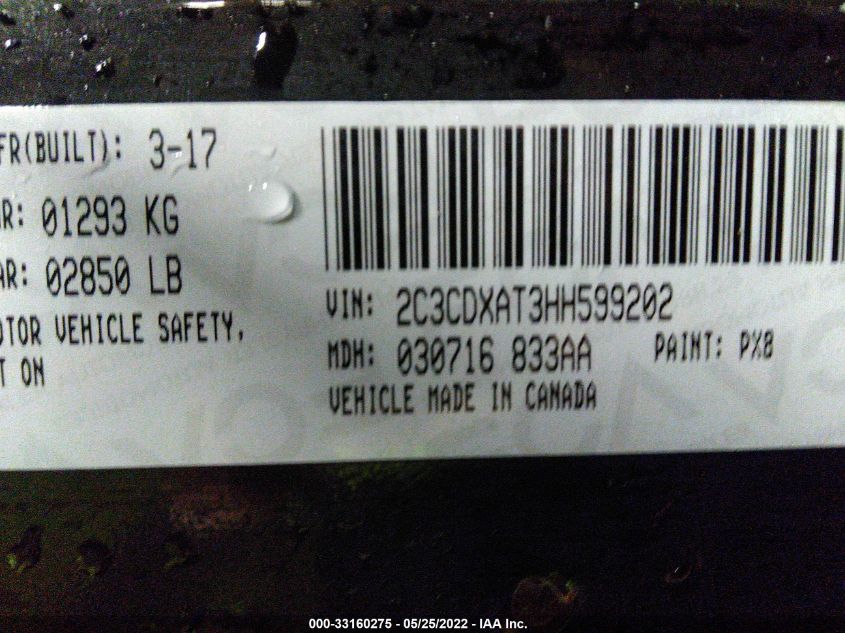 FR(BUILT): 3-17
R: 01293 KG
AR: 02850 LB
OTOR VEHICLE SAFETY,
T ON
VIN: 2C3CDXAT3HH599202
MDH: 030716 833AA PAINT: PX8
VEHICLE MADE IN CANADA
000-33160275 - 05/25/2022 - IAA Inc.